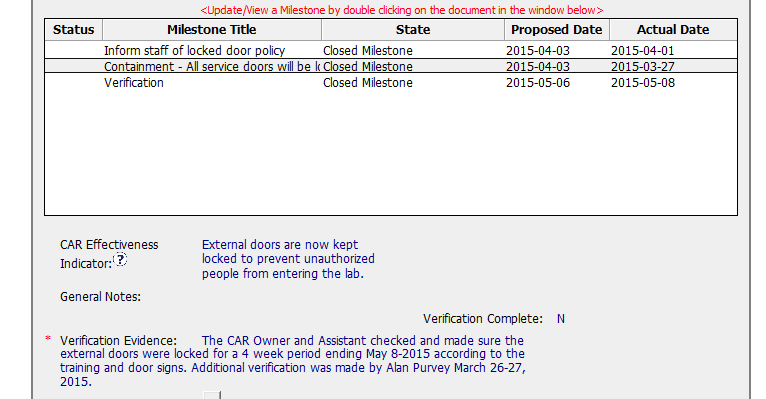 <Update/View a Milestone by double clicking on the document in the window below>
Status Milestone Title State Proposed Date Actual Date
Inform staff of locked door policy Closed Milestone 2015-04-03 2015-04-01
Containment - All service doors will be Closed Milestone 2015-04-03 2015-03-27
Verification Closed Milestone 2015-05-06 2015-05-08
CAR Effectiveness Indicator:? External doors are now kept
locked to prevent unauthorized
people from entering the lab.
General Notes:
Verification Complete: N
* Verification Evidence: The CAR Owner and Assistant checked and made sure the
external doors were locked for a 4 week period ending May 8-2015 according to the
training and door signs. Additional verification was made by Alan Purvey March 26-27,
2015.